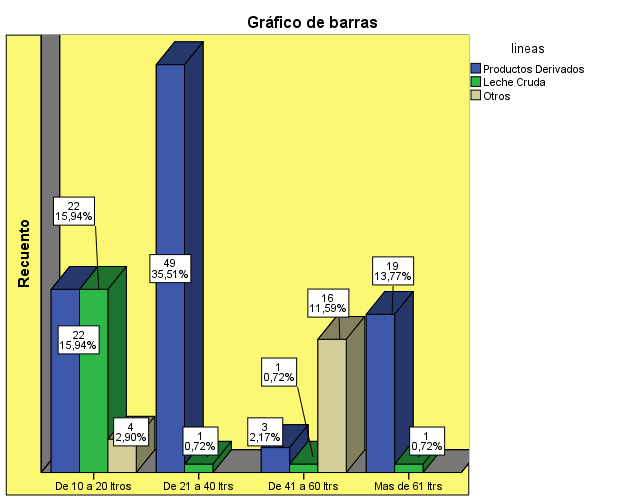 Gráfico de barras
lineas
Productos Derivados
Leche Cruda
Otros
Recuento
22
15,94%
22
15,94%
4
2,90%
49
35,51%
1
0,72%
3
2,17%
1
0,72%
16
11,59%
19
13,77%
1
0,72%
De 10 a 20 ltros
De 21 a 40 ltrs
De 41 a 60 ltrs
Mas de 61 ltrs